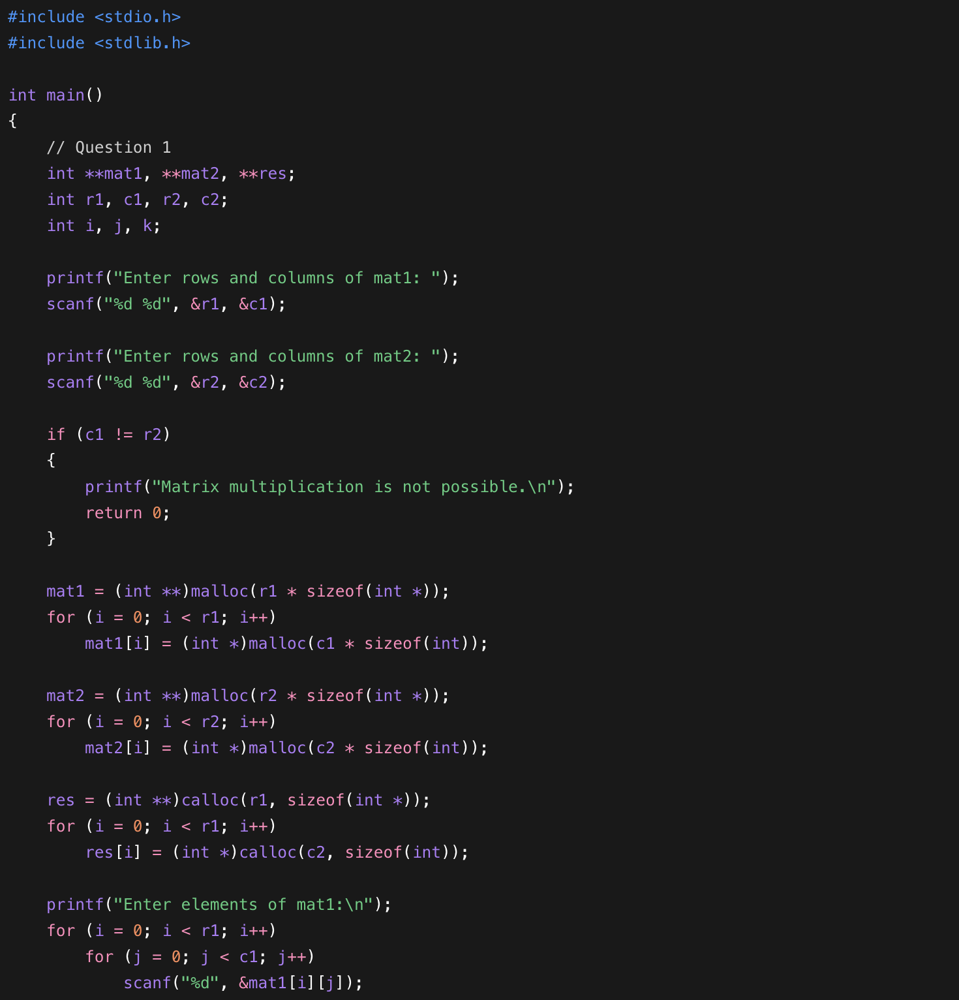 #include <stdio.h>
#include <stdlib.h>

int main()
{
    // Question 1
    int **mat1, **mat2, **res;
    int r1, c1, r2, c2;
    int i, j, k;

    printf("Enter rows and columns of mat1: ");
    scanf("%d %d", &r1, &c1);

    printf("Enter rows and columns of mat2: ");
    scanf("%d %d", &r2, &c2);

    if (c1 != r2)
    {
        printf("Matrix multiplication is not possible.\n");
        return 0;
    }

    mat1 = (int **)malloc(r1 * sizeof(int *));
    for (i = 0; i < r1; i++)
        mat1[i] = (int *)malloc(c1 * sizeof(int));

    mat2 = (int **)malloc(r2 * sizeof(int *));
    for (i = 0; i < r2; i++)
        mat2[i] = (int *)malloc(c2 * sizeof(int));

    res = (int **)calloc(r1, sizeof(int *));
    for (i = 0; i < r1; i++)
        res[i] = (int *)calloc(c2, sizeof(int));

    printf("Enter elements of mat1:\n");
    for (i = 0; i < r1; i++)
        for (j = 0; j < c1; j++)
            scanf("%d", &mat1[i][j]);